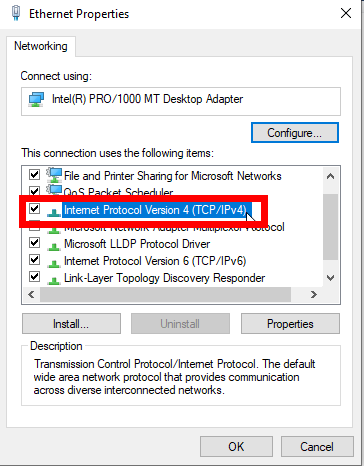 Ethernet Properties
Networking
Connect using:
Intel(R) PRO/1000 MT Desktop Adapter
Configure...
This connection uses the following items:
File and Printer Sharing for Microsoft Networks
QoS Packet Scheduler
Internet Protocol Version 4 (TCP/IPv4)
Microsoft Network Adapter Multiplexor Protocol
Microsoft LLDP Protocol Driver
Internet Protocol Version 6 (TCP/IPv6)
Link-Layer Topology Discovery Responder
Install...
Uninstall
Properties
Description
Transmission Control Protocol/Internet Protocol. The default
wide area network protocol that provides communication
across diverse interconnected networks.
OK
Cancel